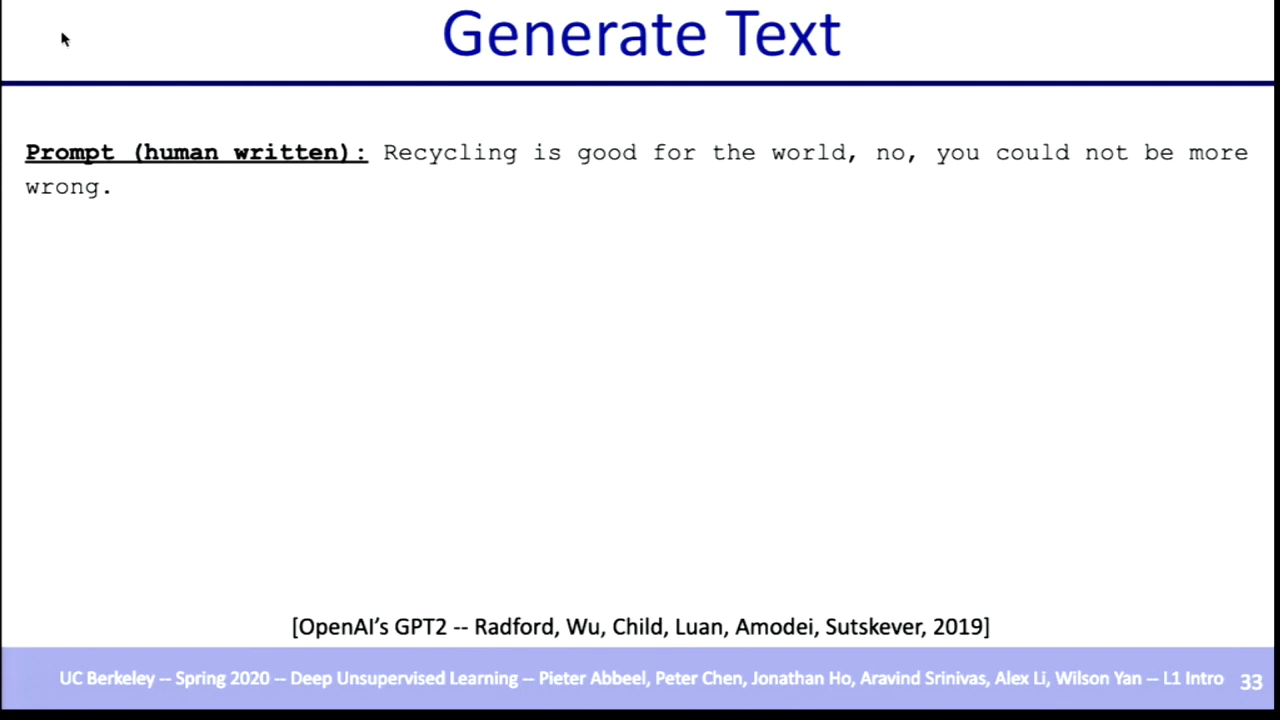 Generate Text
Prompt (human written): Recycling is good for the world, no, you could not be more
wrong.
[OpenAI’s GPT2 -- Radford, Wu, Child, Luan, Amodei, Sutskever, 2019]
UC Berkeley -- Spring 2020 -- Deep Unsupervised Learning -- Pieter Abbeel, Peter Chen, Jonathan Ho, Aravind Srinivas, Alex Li, Wilson Yan -- L1 Intro 33